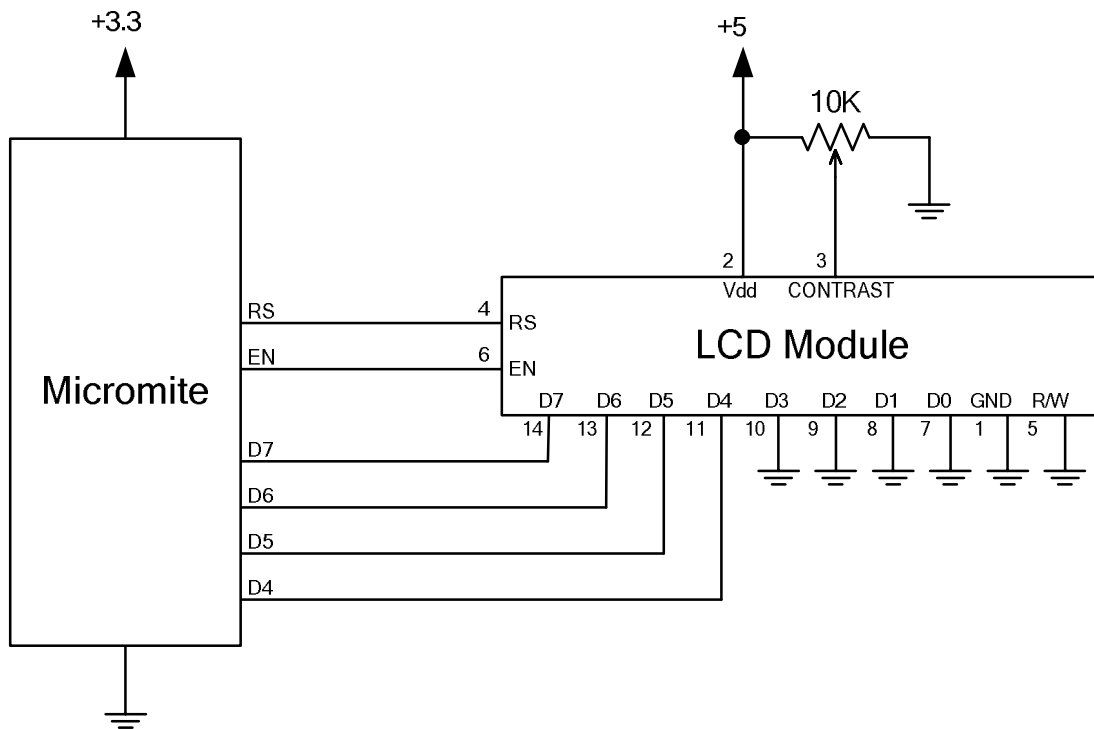 +3.3
+5
10K
2
3
Vdd
CONTRAST
RS
4
RS
LCD Module
EN
6
EN
Micromite
D7
D6
D5
D4
D3
D2
D1
D0
GND
R/W
14
13
12
11
10
9
8
7
1
5
D7
D6
D5
D4